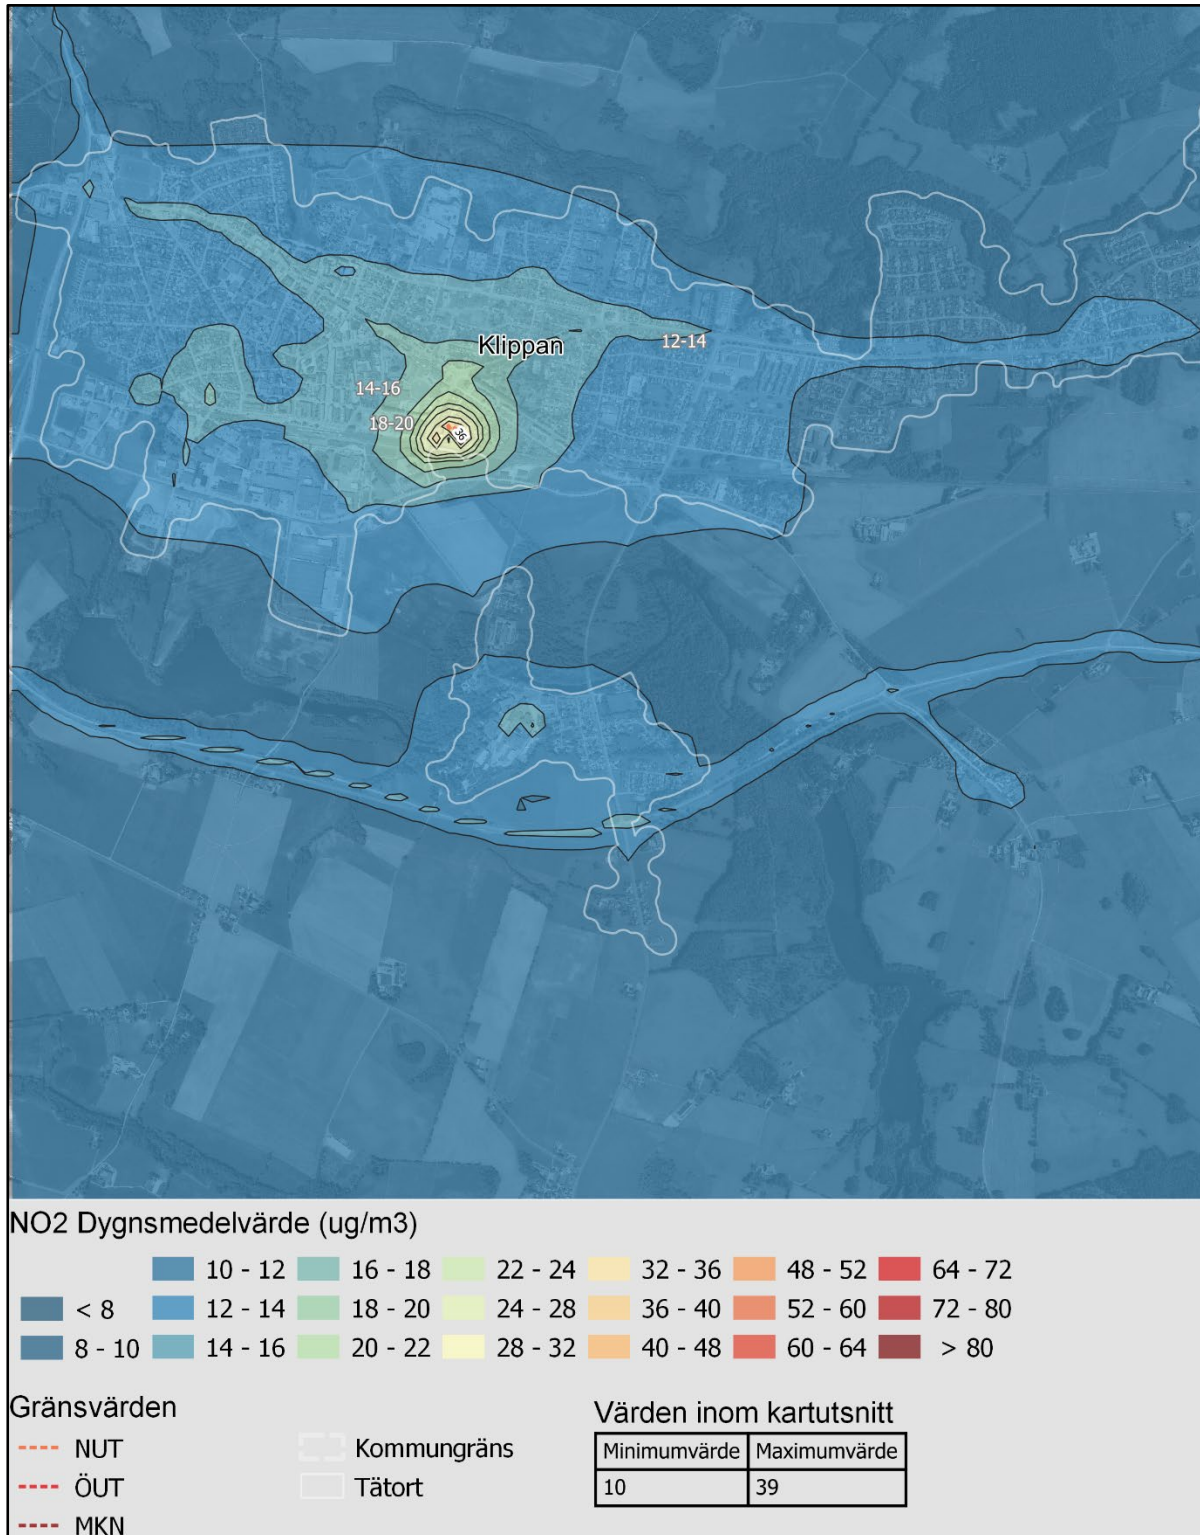 Klippan
12-14
14-16
18-20
36
NO2 Dygnsmedelvärde (ug/m3)
10 - 12 16 - 18 22 - 24 32 - 36 48 - 52 64 - 72
< 8 12 - 14 18 - 20 24 - 28 36 - 40 52 - 60 72 - 80
8 - 10 14 - 16 20 - 22 28 - 32 40 - 48 60 - 64 > 80
Gränsvärden
NUT
ÖUT
MKN
Kommungräns
Tätort
Värden inom kartutsnitt
Minimumvärde Maximumvärde
10 39